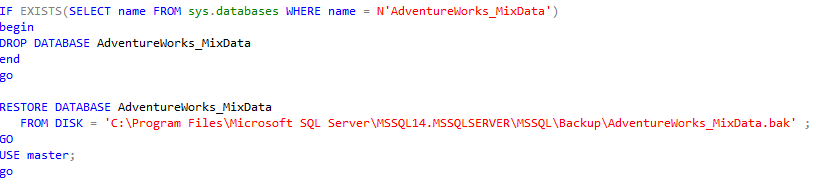 IF EXISTS(SELECT name FROM sys.databases WHERE name = N'AdventureWorks_MixData')
begin
DROP DATABASE AdventureWorks_MixData
end
go
RESTORE DATABASE AdventureWorks_MixData
FROM DISK = 'C:\Program Files\Microsoft SQL Server\MSSQL14.MSSQLSERVER\MSSQL\Backup\AdventureWorks_MixData.bak' ;
GO
USE master;
go